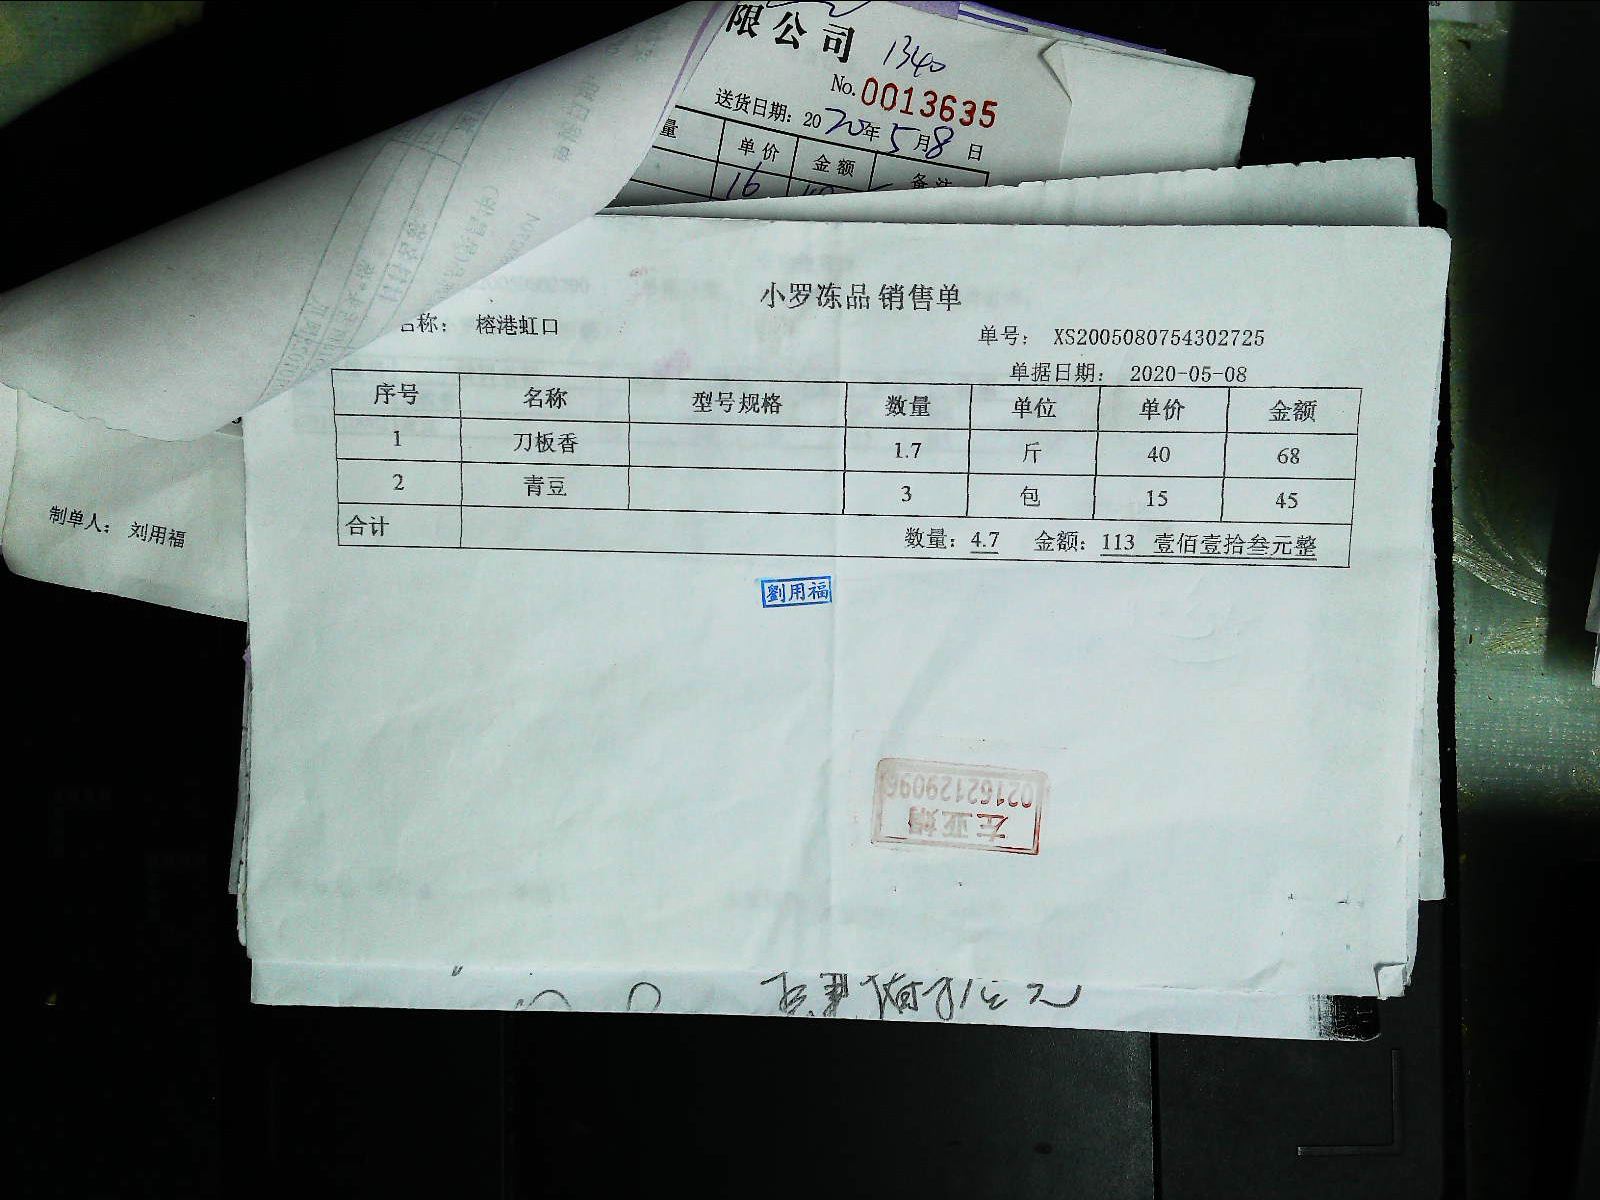 限公司 1340
No. 0013635
送货日期: 2020年5月8日
量 单价 金额 备注
16
小罗冻品 销售单
名称: 榕港虹口
单号: XS2005080754302725
单据日期: 2020-05-08
序号 名称 型号规格 数量 单位 单价 金额
1 刀板香 1.7 斤 40 68
2 青豆 3 包 15 45
合计 数量: 4.7 金额: 113 壹佰壹拾叁元整
制单人: 刘用福
劉用福
左亚娟
02162129096